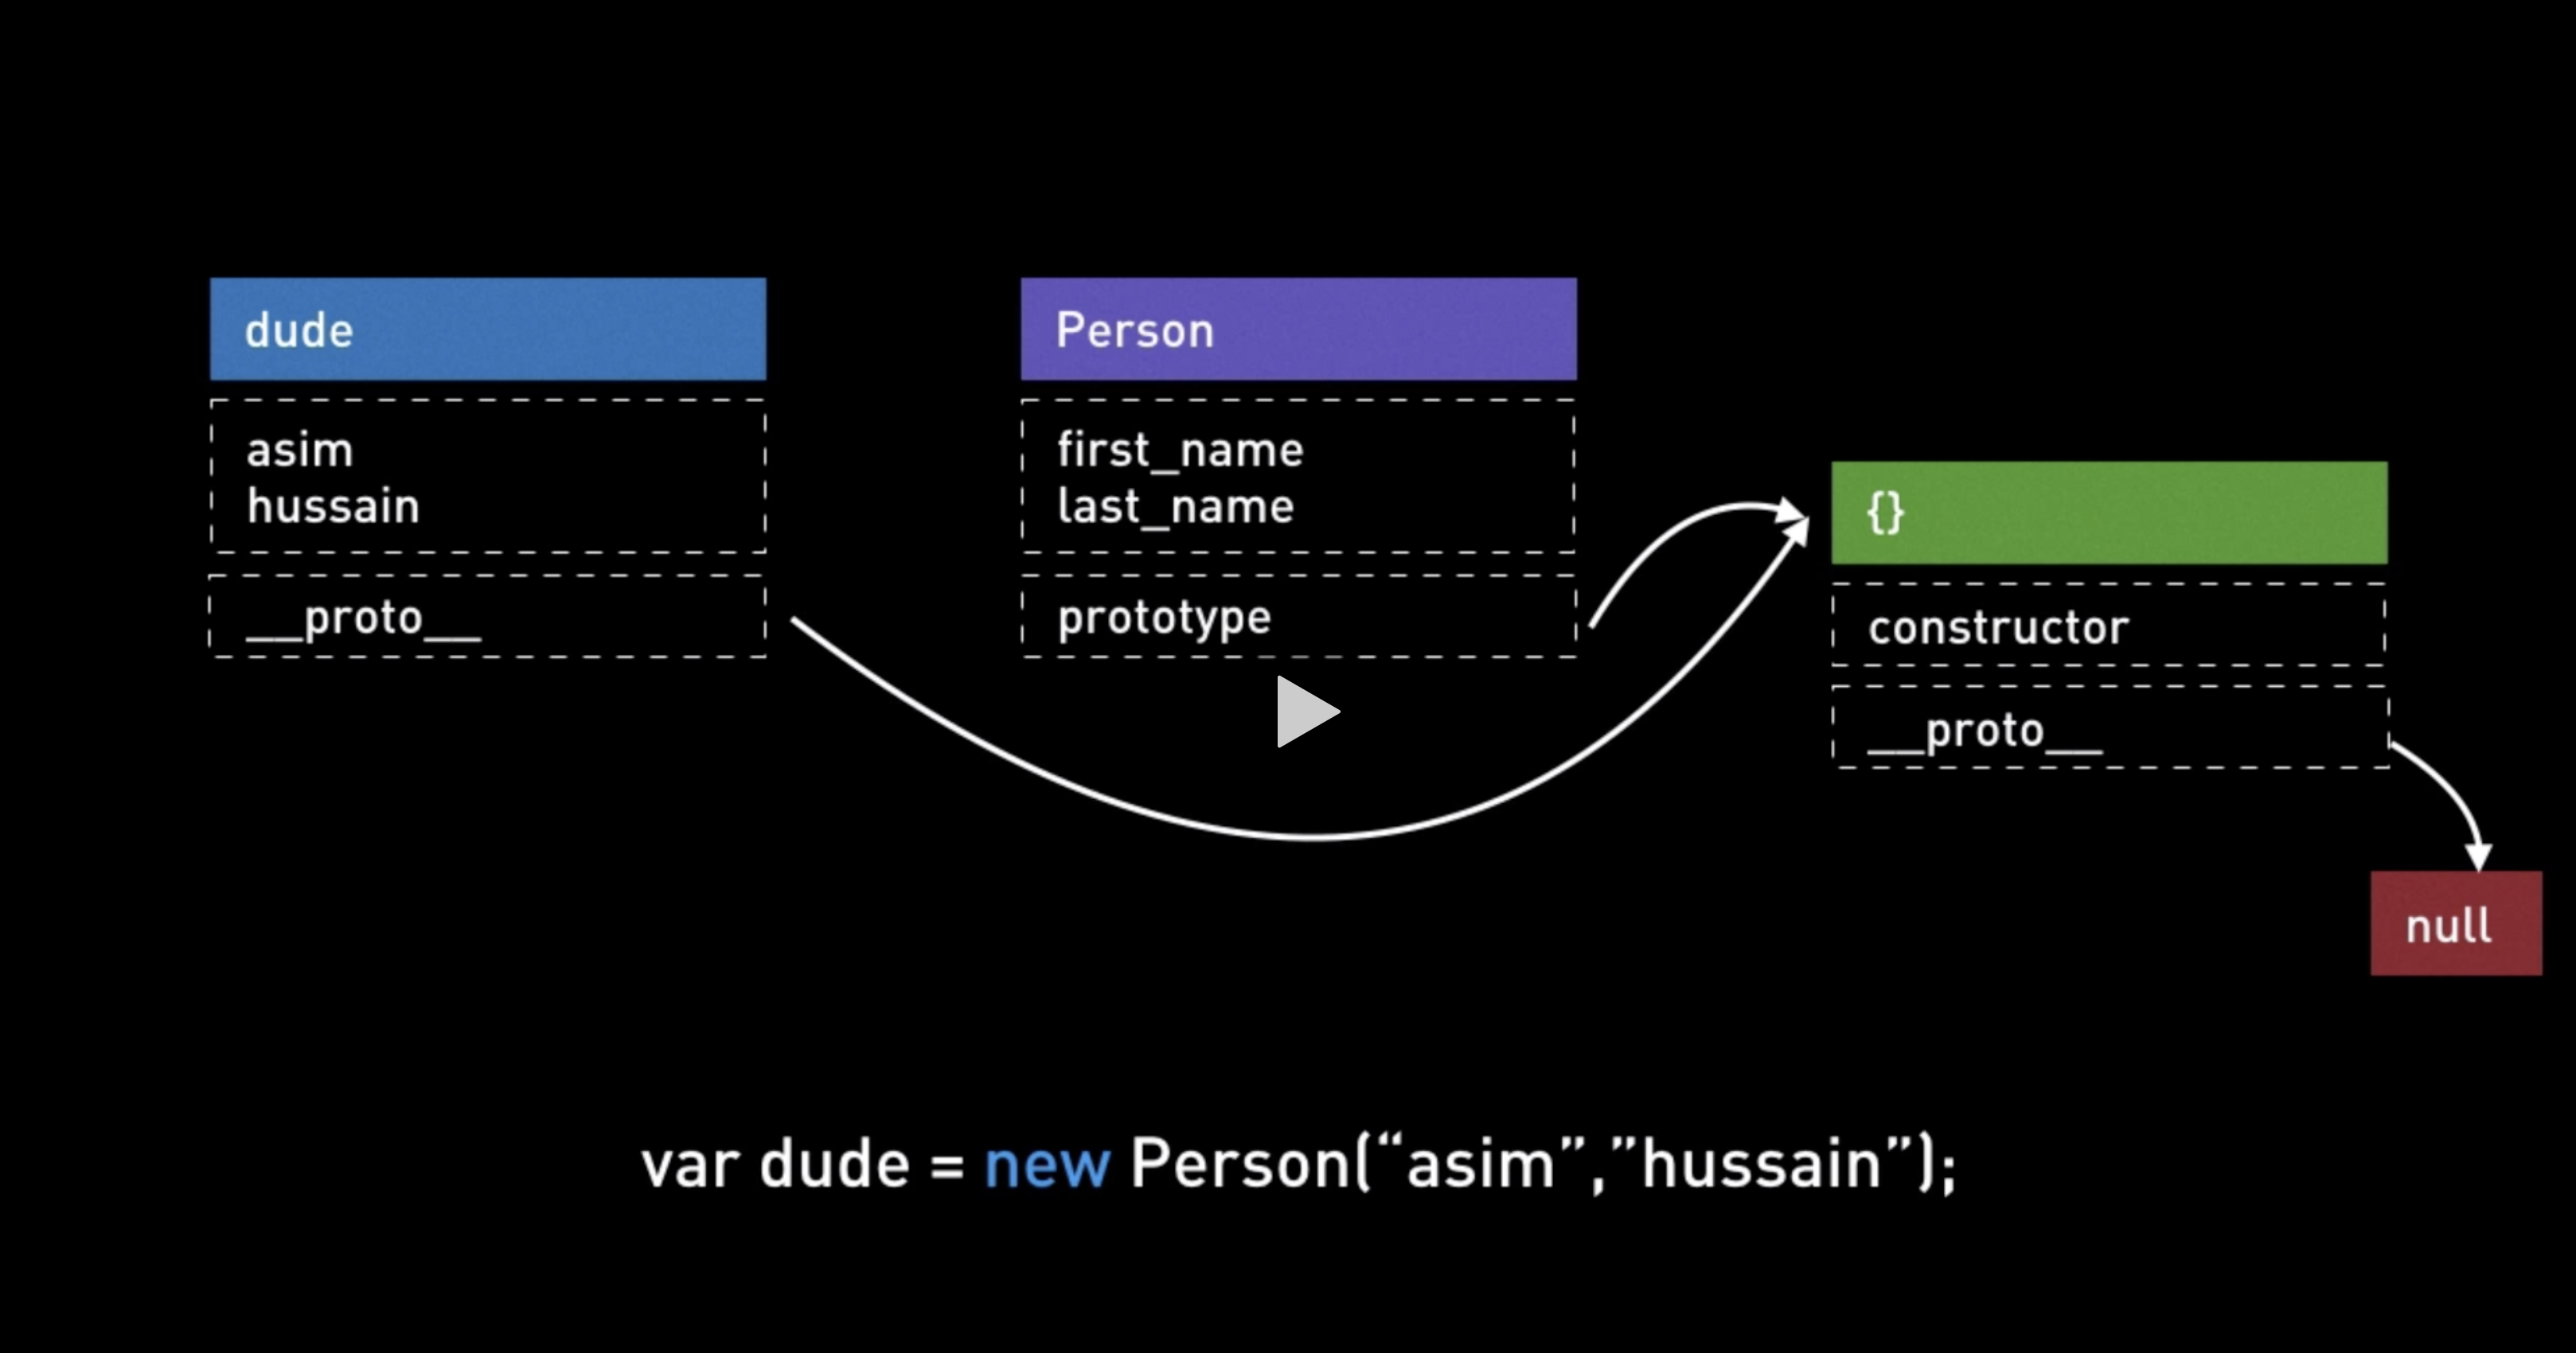 dude
asim
hussain
__proto__
Person
first_name
last_name
prototype
{}
constructor
__proto__
null
var dude = new Person(“asim”,”hussain”);